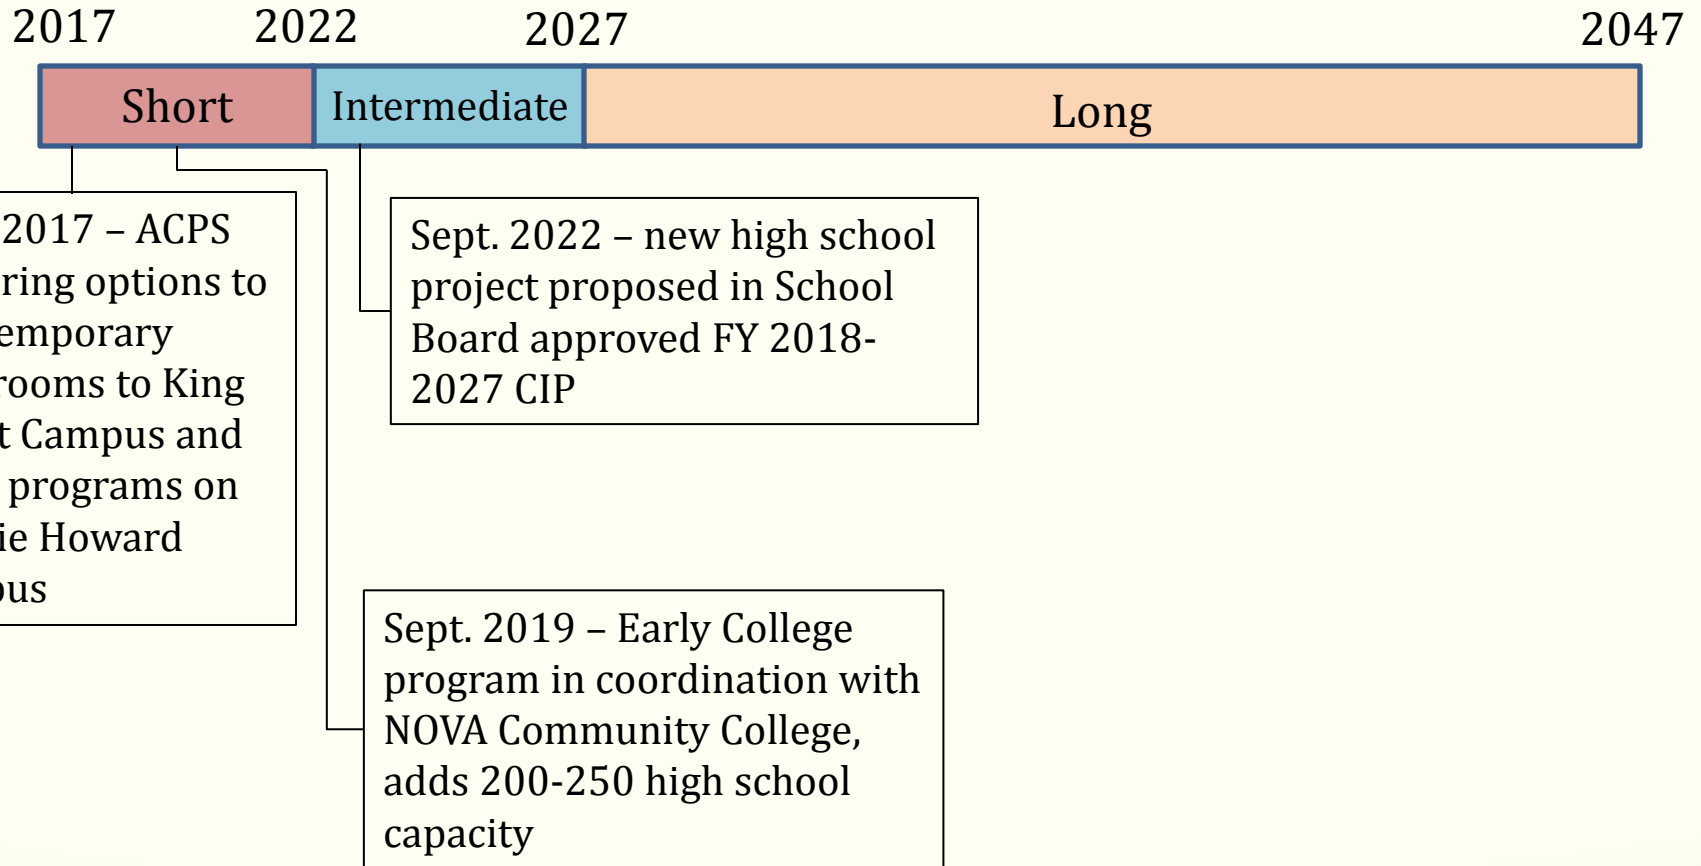 2017 2022 2027 2047
Short Intermediate Long
2017 – ACPS
ring options to
emporary
rooms to King
t Campus and
programs on
ie Howard
ous
Sept. 2022 – new high school
project proposed in School
Board approved FY 2018-
2027 CIP
Sept. 2019 – Early College
program in coordination with
NOVA Community College,
adds 200-250 high school
capacity